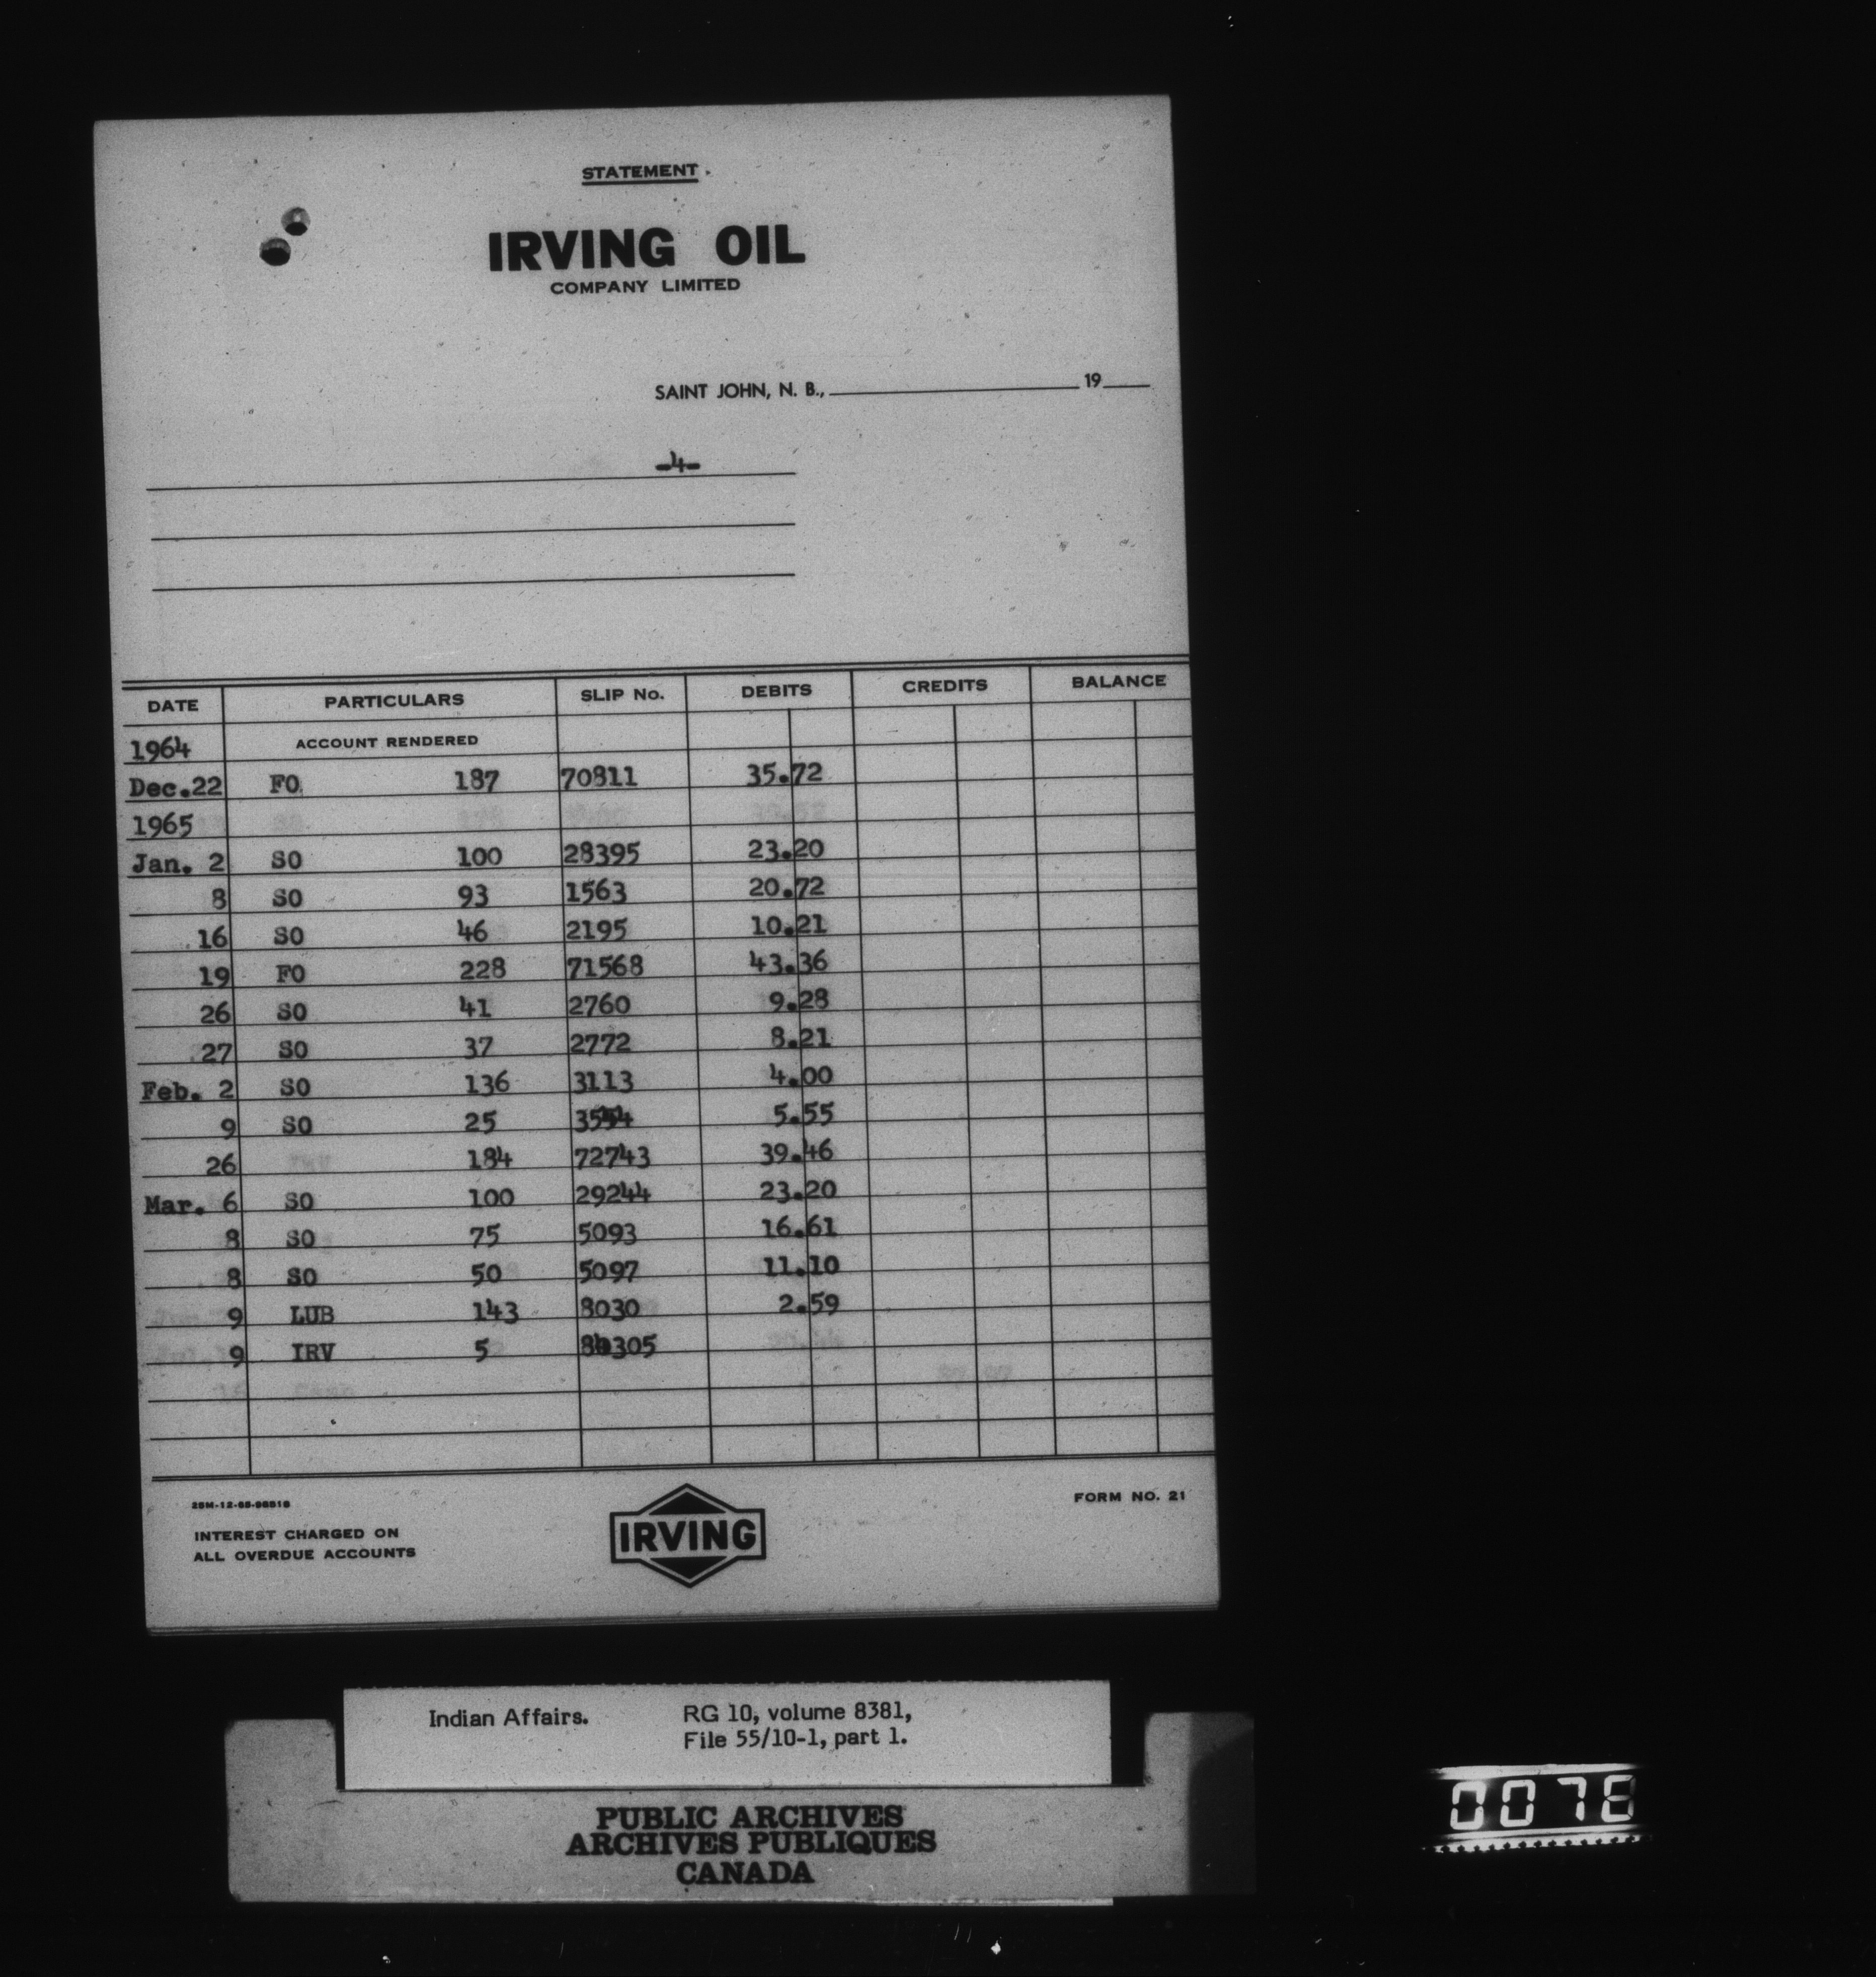 STATEMENT
IRVING OIL
COMPANY LIMITED
SAINT JOHN, N. B., 19
-4-
DATE PARTICULARS SLIP No. DEBITS CREDITS BALANCE
1964 ACCOUNT RENDERED
Dec.22 FO 187 70811 35.72
1965
Jan. 2 SO 100 28395 23.20
8 SO 93 1563 20.72
16 SO 46 2195 10.21
19 FO 228 71568 43.36
26 SO 41 2760 9.28
27 SO 37 2772 8.21
Feb. 2 SO 136 3113 4.00
9 SO 25 5.55
26 184 72743 39.46
Mar. 6 SO 100 29244 23.20
8 SO 75 5093 16.61
8 SO 50 5097 11.10
9 LUB 143 8030 2.59
9 IRV 5
FORM NO. 21
INTEREST CHARGED ON
ALL OVERDUE ACCOUNTS
IRVING
Indian Affairs. RG 10, volume 8381,
File 55/10-1, part 1.
PUBLIC ARCHIVES
ARCHIVES PUBLIQUES
CANADA